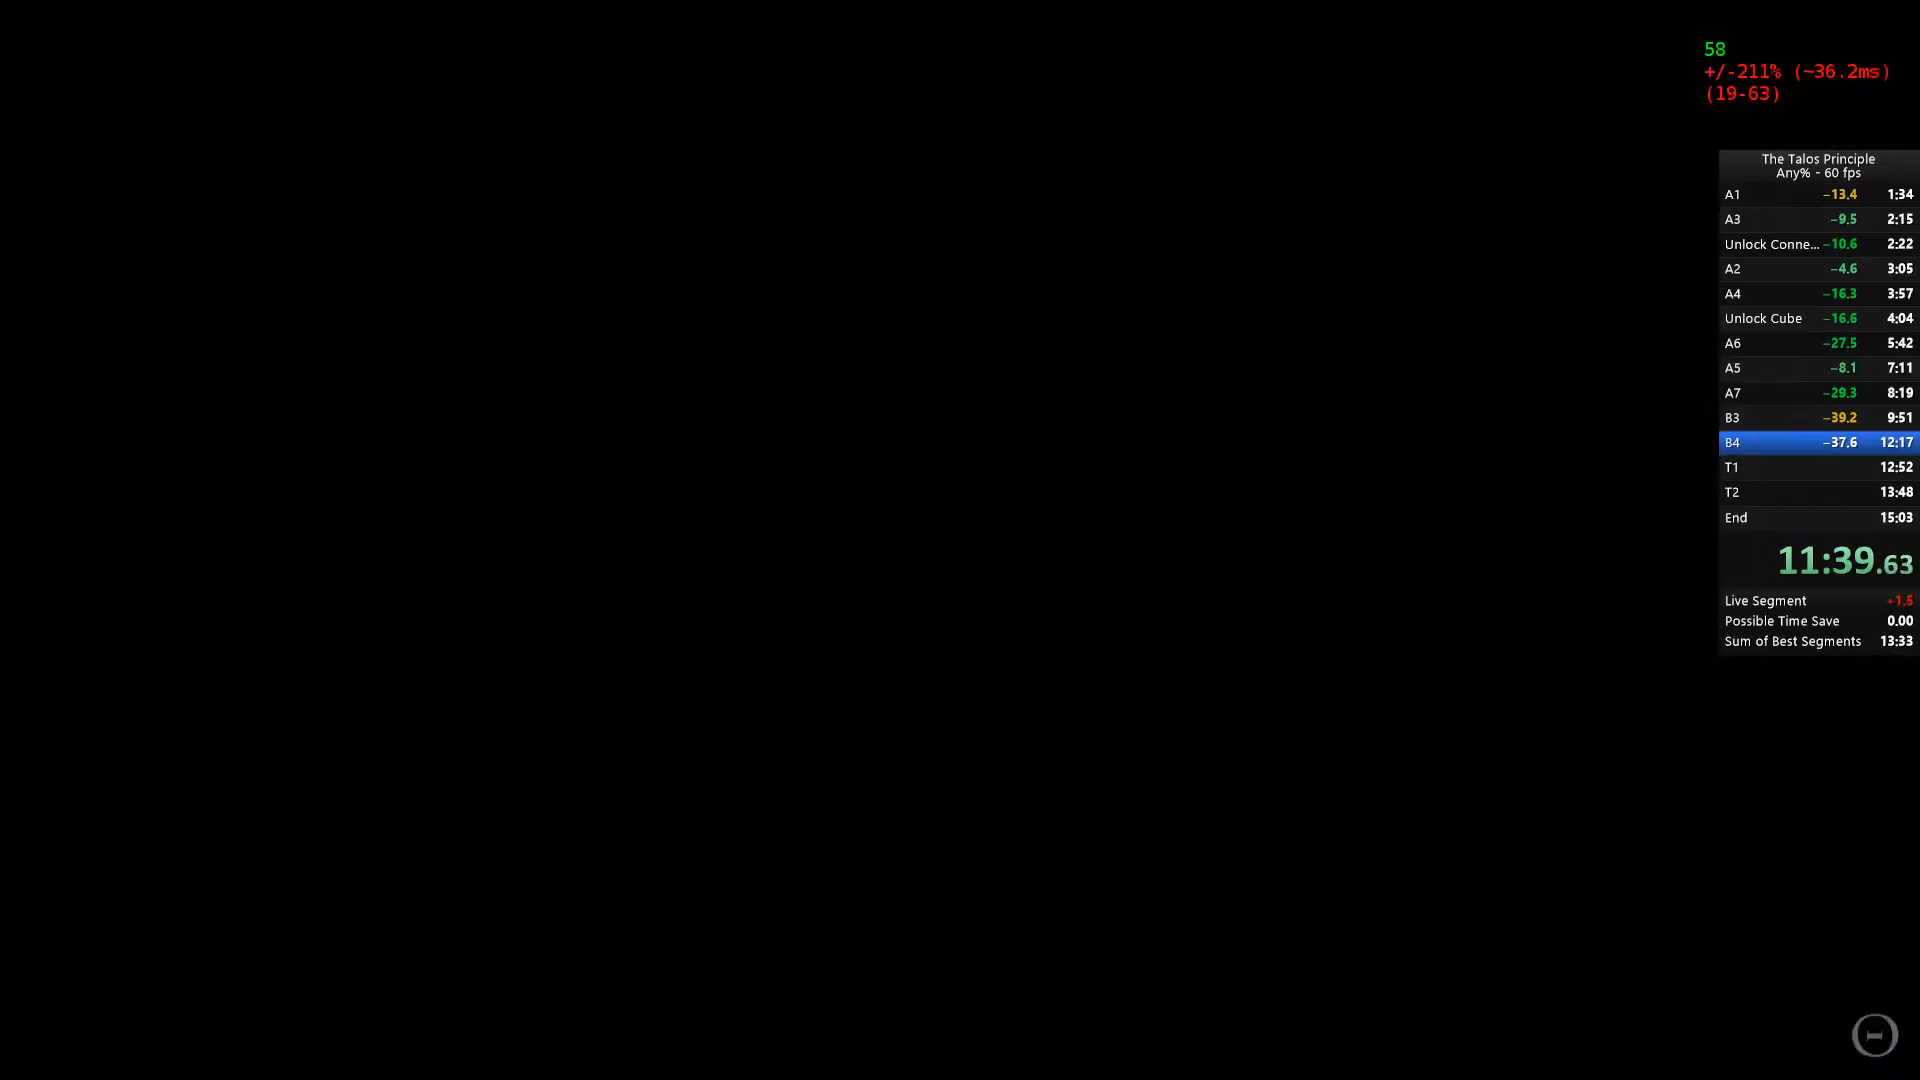 58
+/-211% (~36.2ms)
(19-63)
The Talos Principle
Any% - 60 fps
A1 −13.4 1:34
A3 −9.5 2:15
Unlock Conne... −10.6 2:22
A2 −4.6 3:05
A4 −16.3 3:57
Unlock Cube −16.6 4:04
A6 −27.5 5:42
A5 −8.1 7:11
A7 −29.3 8:19
B3 −39.2 9:51
B4 −37.6 12:17
T1 12:52
T2 13:48
End 15:03
11:39.63
Live Segment +1.5
Possible Time Save 0.00
Sum of Best Segments 13:33